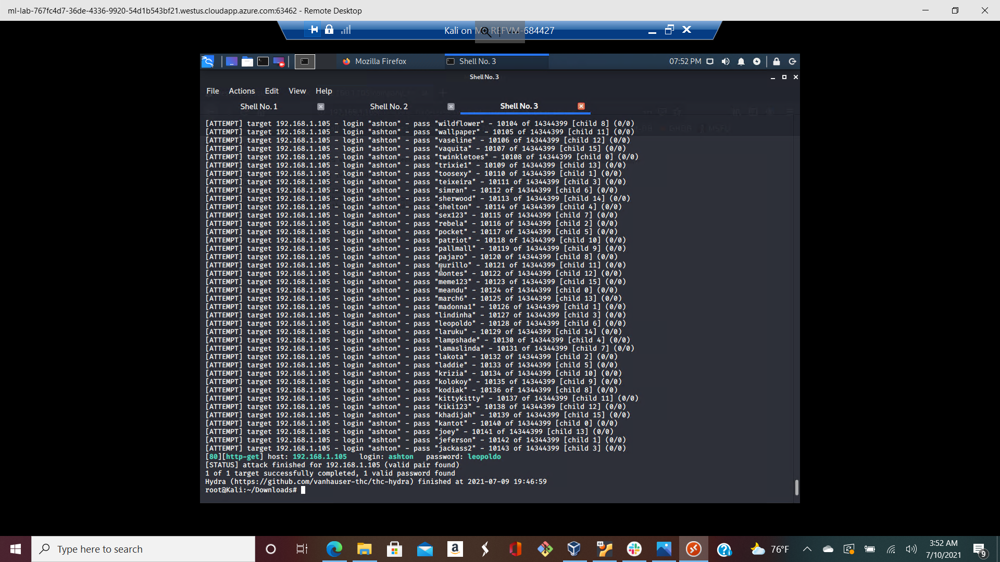 ml-lab-767fc4d7-36de-4336-9920-54d1b543bf21.westus.cloudapp.azure.com:63462 - Remote Desktop
Kali on M -REFVM-684427
Mozilla Firefox
Shell No. 3
07:52 PM
Shell No. 3
File Actions Edit View Help
Shell No. 1
Shell No. 2
Shell No. 3
[ATTEMPT] target 192.168.1.105 - login "ashton" - pass "wildflower" - 10104 of 14344399 [child 8] (0/0)
[ATTEMPT] target 192.168.1.105 - login "ashton" - pass "wallpaper" - 10105 of 14344399 [child 11] (0/0)
[ATTEMPT] target 192.168.1.105 - login "ashton" - pass "vaseline" - 10106 of 14344399 [child 12] (0/0)
[ATTEMPT] target 192.168.1.105 - login "ashton" - pass "vaquita" - 10107 of 14344399 [child 15] (0/0)
[ATTEMPT] target 192.168.1.105 - login "ashton" - pass "twinkletoes" - 10108 of 14344399 [child 0] (0/0)
[ATTEMPT] target 192.168.1.105 - login "ashton" - pass "trixie1" - 10109 of 14344399 [child 13] (0/0)
[ATTEMPT] target 192.168.1.105 - login "ashton" - pass "toosexy" - 10110 of 14344399 [child 1] (0/0)
[ATTEMPT] target 192.168.1.105 - login "ashton" - pass "teixeira" - 10111 of 14344399 [child 3] (0/0)
[ATTEMPT] target 192.168.1.105 - login "ashton" - pass "simran" - 10112 of 14344399 [child 6] (0/0)
[ATTEMPT] target 192.168.1.105 - login "ashton" - pass "sherwood" - 10113 of 14344399 [child 14] (0/0)
[ATTEMPT] target 192.168.1.105 - login "ashton" - pass "shelton" - 10114 of 14344399 [child 4] (0/0)
[ATTEMPT] target 192.168.1.105 - login "ashton" - pass "sex123" - 10115 of 14344399 [child 7] (0/0)
[ATTEMPT] target 192.168.1.105 - login "ashton" - pass "rebela" - 10116 of 14344399 [child 2] (0/0)
[ATTEMPT] target 192.168.1.105 - login "ashton" - pass "pocket" - 10117 of 14344399 [child 5] (0/0)
[ATTEMPT] target 192.168.1.105 - login "ashton" - pass "patriot" - 10118 of 14344399 [child 10] (0/0)
[ATTEMPT] target 192.168.1.105 - login "ashton" - pass "pallmall" - 10119 of 14344399 [child 9] (0/0)
[ATTEMPT] target 192.168.1.105 - login "ashton" - pass "pajaro" - 10120 of 14344399 [child 8] (0/0)
[ATTEMPT] target 192.168.1.105 - login "ashton" - pass "murillo" - 10121 of 14344399 [child 11] (0/0)
[ATTEMPT] target 192.168.1.105 - login "ashton" - pass "montes" - 10122 of 14344399 [child 12] (0/0)
[ATTEMPT] target 192.168.1.105 - login "ashton" - pass "meme123" - 10123 of 14344399 [child 15] (0/0)
[ATTEMPT] target 192.168.1.105 - login "ashton" - pass "meandu" - 10124 of 14344399 [child 0] (0/0)
[ATTEMPT] target 192.168.1.105 - login "ashton" - pass "march6" - 10125 of 14344399 [child 13] (0/0)
[ATTEMPT] target 192.168.1.105 - login "ashton" - pass "madonna1" - 10126 of 14344399 [child 1] (0/0)
[ATTEMPT] target 192.168.1.105 - login "ashton" - pass "lindinha" - 10127 of 14344399 [child 3] (0/0)
[ATTEMPT] target 192.168.1.105 - login "ashton" - pass "leopoldo" - 10128 of 14344399 [child 6] (0/0)
[ATTEMPT] target 192.168.1.105 - login "ashton" - pass "laruku" - 10129 of 14344399 [child 14] (0/0)
[ATTEMPT] target 192.168.1.105 - login "ashton" - pass "lampshade" - 10130 of 14344399 [child 4] (0/0)
[ATTEMPT] target 192.168.1.105 - login "ashton" - pass "lamaslinda" - 10131 of 14344399 [child 7] (0/0)
[ATTEMPT] target 192.168.1.105 - login "ashton" - pass "lakota" - 10132 of 14344399 [child 2] (0/0)
[ATTEMPT] target 192.168.1.105 - login "ashton" - pass "laddie" - 10133 of 14344399 [child 5] (0/0)
[ATTEMPT] target 192.168.1.105 - login "ashton" - pass "krizia" - 10134 of 14344399 [child 10] (0/0)
[ATTEMPT] target 192.168.1.105 - login "ashton" - pass "kolokoy" - 10135 of 14344399 [child 9] (0/0)
[ATTEMPT] target 192.168.1.105 - login "ashton" - pass "kodiak" - 10136 of 14344399 [child 8] (0/0)
[ATTEMPT] target 192.168.1.105 - login "ashton" - pass "kittykitty" - 10137 of 14344399 [child 11] (0/0)
[ATTEMPT] target 192.168.1.105 - login "ashton" - pass "kiki123" - 10138 of 14344399 [child 12] (0/0)
[ATTEMPT] target 192.168.1.105 - login "ashton" - pass "khadijah" - 10139 of 14344399 [child 15] (0/0)
[ATTEMPT] target 192.168.1.105 - login "ashton" - pass "kantot" - 10140 of 14344399 [child 0] (0/0)
[ATTEMPT] target 192.168.1.105 - login "ashton" - pass "joey" - 10141 of 14344399 [child 13] (0/0)
[ATTEMPT] target 192.168.1.105 - login "ashton" - pass "jeferson" - 10142 of 14344399 [child 1] (0/0)
[ATTEMPT] target 192.168.1.105 - login "ashton" - pass "jackass2" - 10143 of 14344399 [child 3] (0/0)
[80][http-get] host: 192.168.1.105   login: ashton   password: leopoldo
[STATUS] attack finished for 192.168.1.105 (valid pair found)
1 of 1 target successfully completed, 1 valid password found
Hydra (https://github.com/vanhauser-thc/thc-hydra) finished at 2021-07-09 19:46:59
root@Kali:~/Downloads#
Type here to search
76°F
3:52 AM
7/10/2021
9